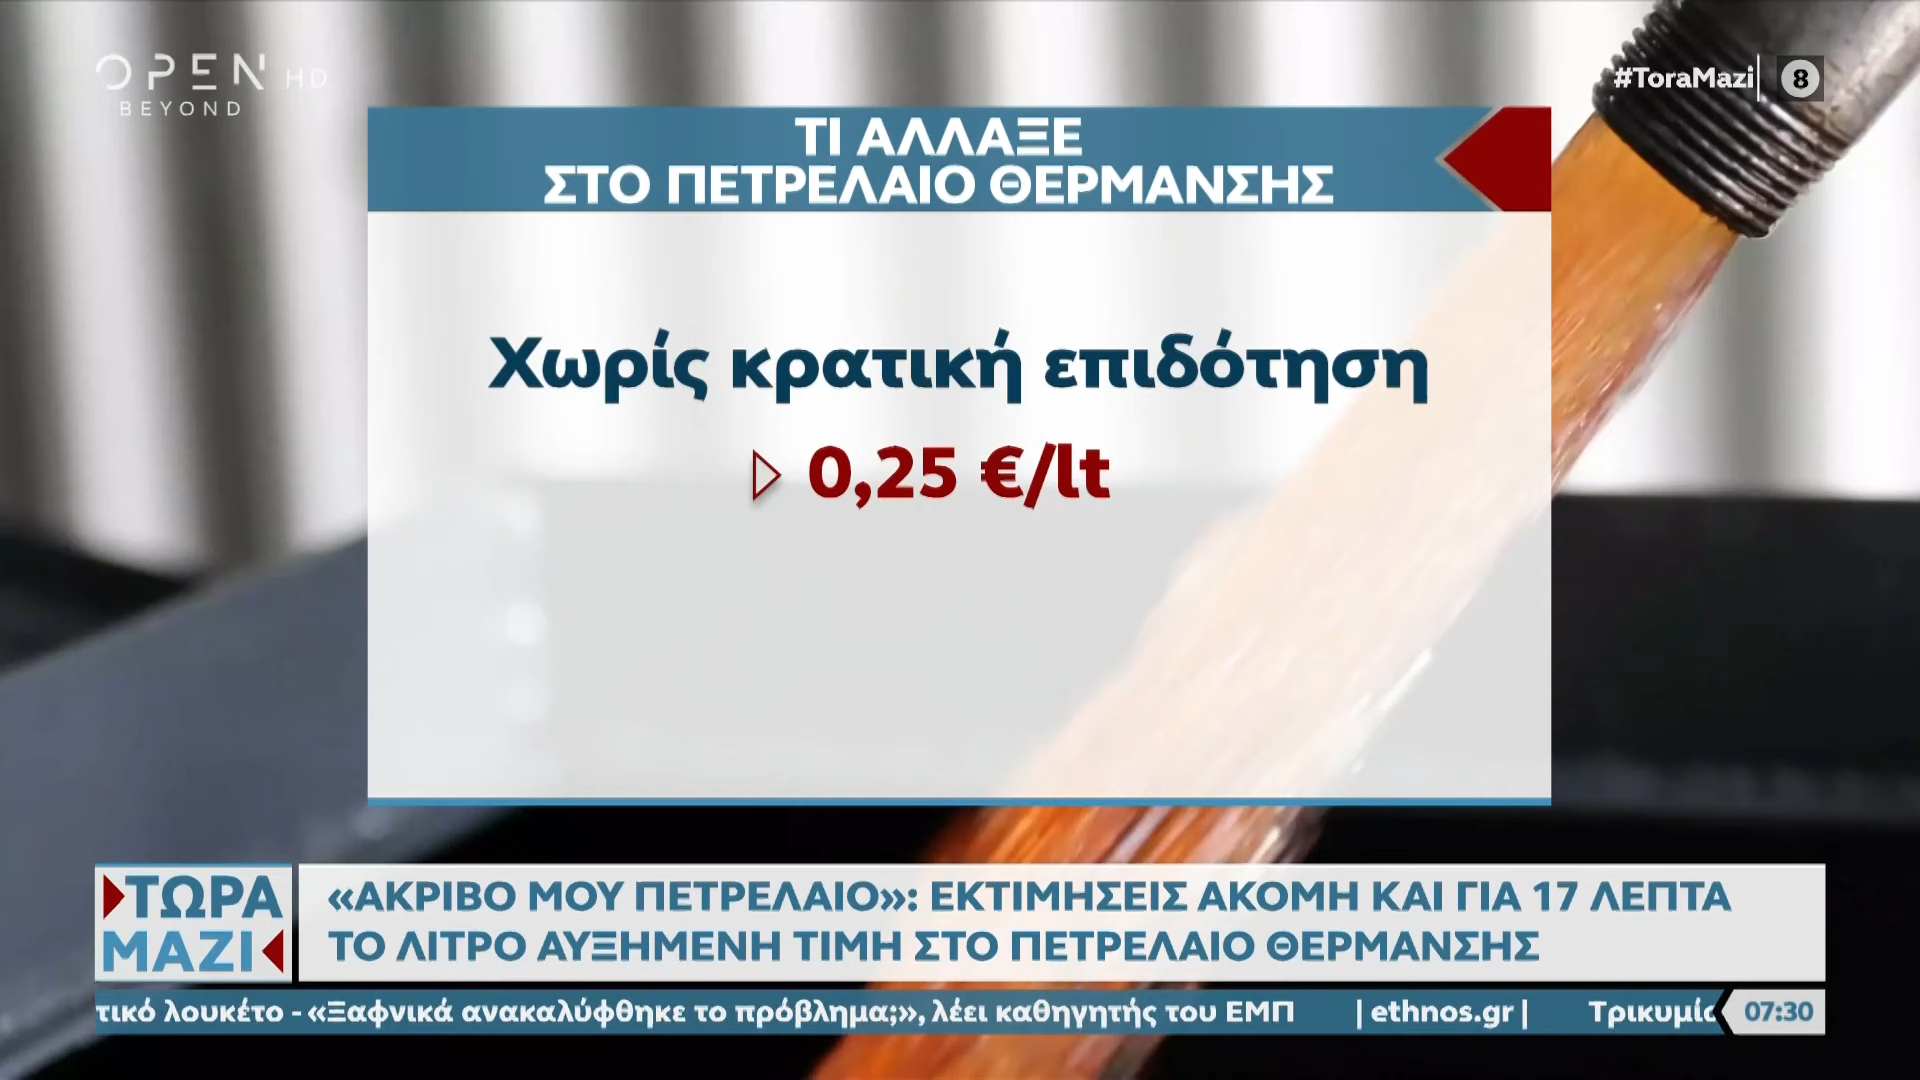 OPEN HD
BEYOND
#ToraMazi
8
ΤΙ ΑΛΛΑΞΕ
ΣΤΟ ΠΕΤΡΕΛΑΙΟ ΘΕΡΜΑΝΣΗΣ
Χωρίς κρατική επιδότηση
0,25 €/lt
ΤΩΡΑ
ΜΑΖΙ
«ΑΚΡΙΒΟ ΜΟΥ ΠΕΤΡΕΛΑΙΟ»: ΕΚΤΙΜΗΣΕΙΣ ΑΚΟΜΗ ΚΑΙ ΓΙΑ 17 ΛΕΠΤΑ
ΤΟ ΛΙΤΡΟ ΑΥΞΗΜΕΝΗ ΤΙΜΗ ΣΤΟ ΠΕΤΡΕΛΑΙΟ ΘΕΡΜΑΝΣΗΣ
τικό λουκέτο - «Ξαφνικά ανακαλύφθηκε το πρόβλημα;», λέει καθηγητής του ΕΜΠ | ethnos.gr | Τρικυμία
07:30